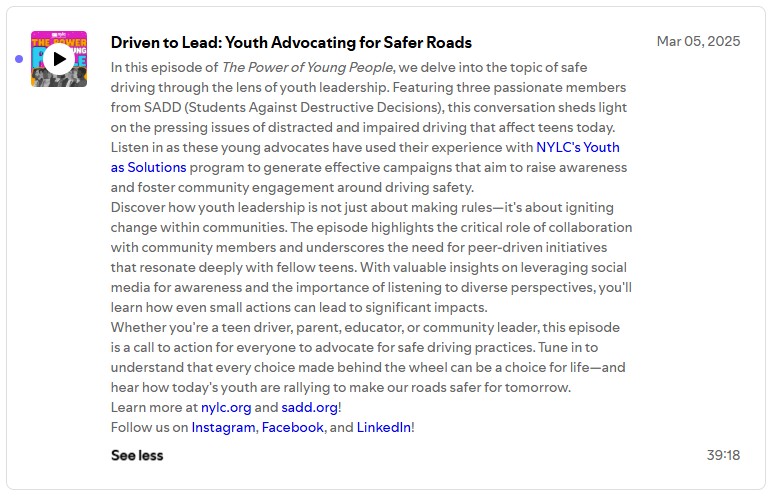 Driven to Lead: Youth Advocating for Safer Roads
Mar 05, 2025
In this episode of The Power of Young People, we delve into the topic of safe
driving through the lens of youth leadership. Featuring three passionate members
from SADD (Students Against Destructive Decisions), this conversation sheds light
on the pressing issues of distracted and impaired driving that affect teens today.
Listen in as these young advocates have used their experience with NYLC's Youth
as Solutions program to generate effective campaigns that aim to raise awareness
and foster community engagement around driving safety.
Discover how youth leadership is not just about making rules—it's about igniting
change within communities. The episode highlights the critical role of collaboration
with community members and underscores the need for peer-driven initiatives
that resonate deeply with fellow teens. With valuable insights on leveraging social
media for awareness and the importance of listening to diverse perspectives, you'll
learn how even small actions can lead to significant impacts.
Whether you're a teen driver, parent, educator, or community leader, this episode
is a call to action for everyone to advocate for safe driving practices. Tune in to
understand that every choice made behind the wheel can be a choice for life—and
hear how today's youth are rallying to make our roads safer for tomorrow.
Learn more at nylc.org and sadd.org!
Follow us on Instagram, Facebook, and LinkedIn!
See less
39:18